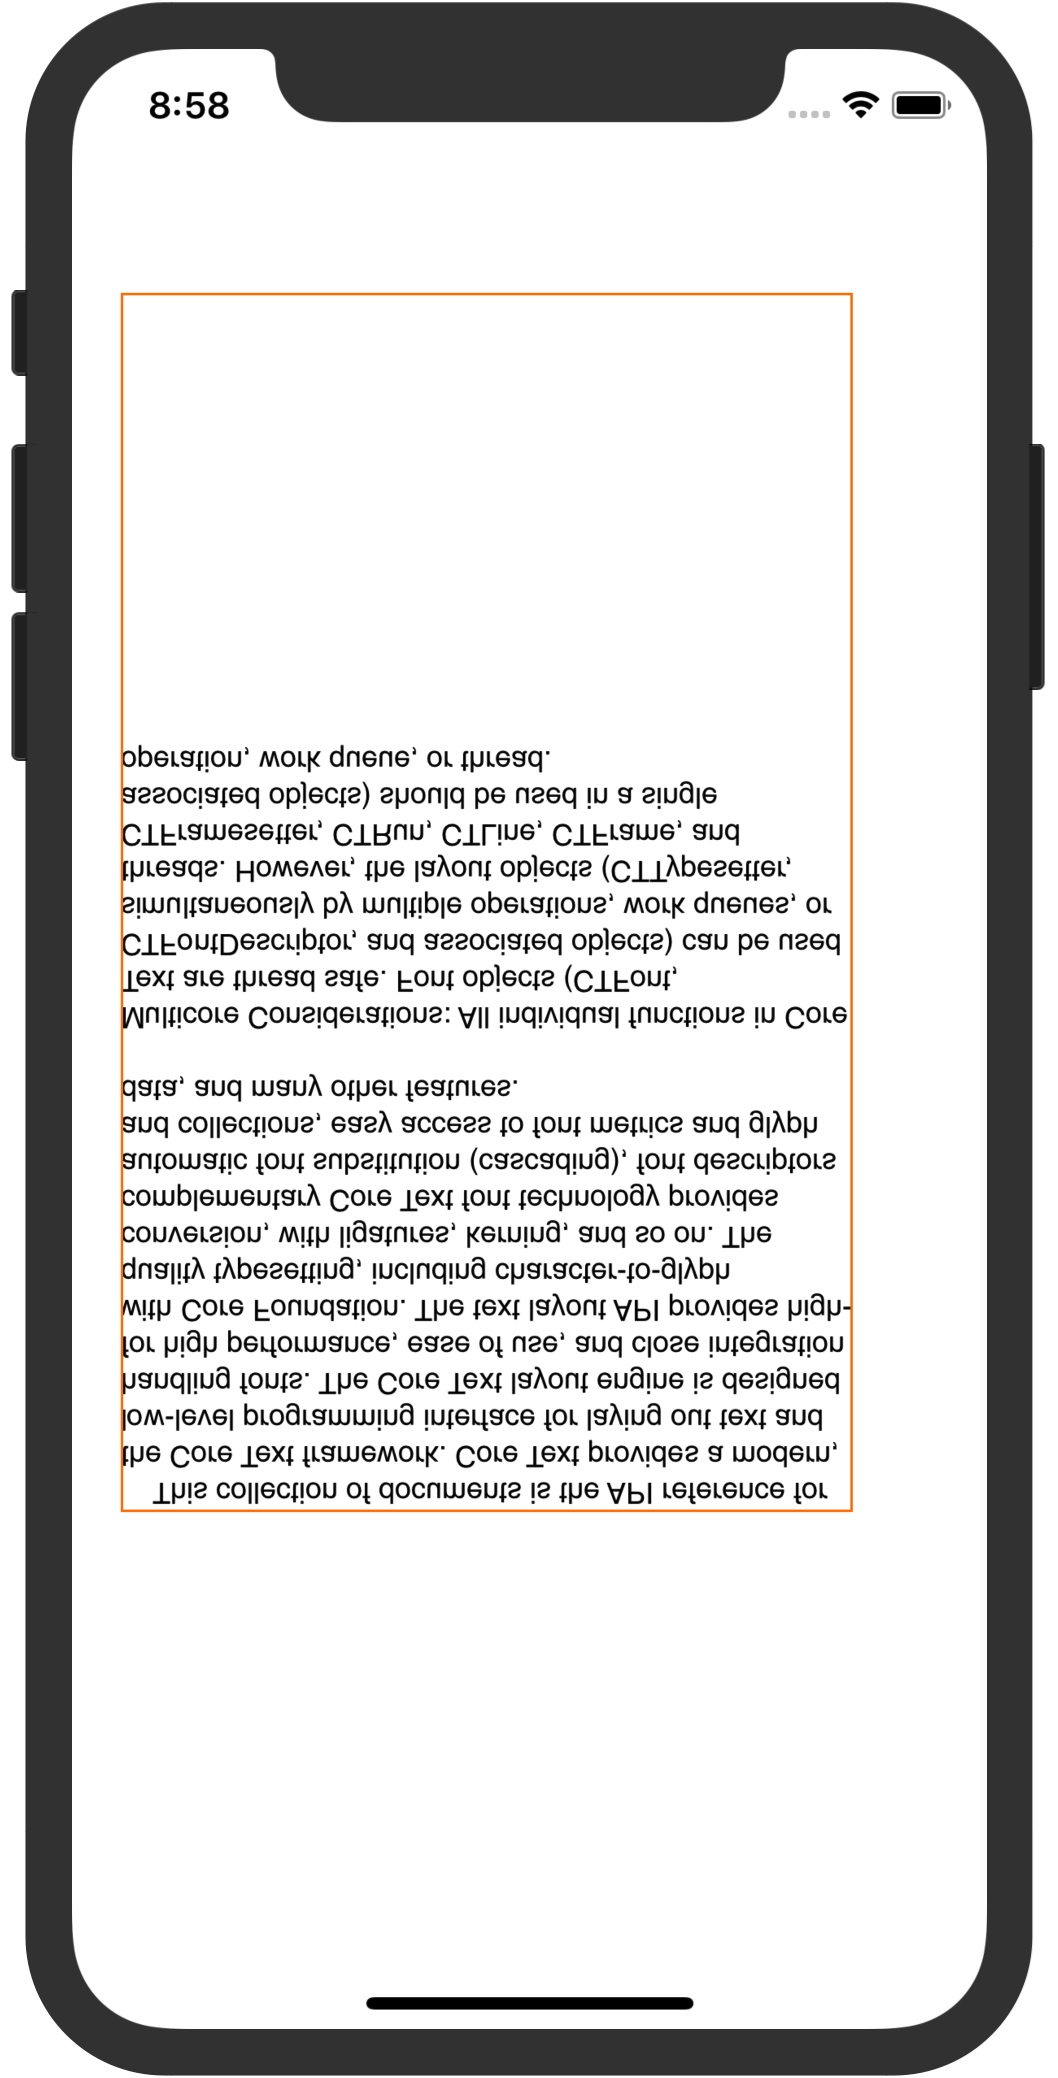 8:58
This collection of documents is the API reference for
the Core Text framework. Core Text provides a modern,
low-level programming interface for laying out text and
handling fonts. The Core Text layout engine is designed
for high performance, ease of use, and close integration
with Core Foundation. The text layout API provides high-
quality typesetting, including character-to-glyph
conversion, with ligatures, kerning, and so on. The
complementary Core Text font technology provides
automatic font substitution (cascading), font descriptors
and collections, easy access to font metrics and glyph
data, and many other features.
Multicore Considerations: All individual functions in Core
Text are thread safe. Font objects (CTFont,
CTFontDescriptor, and associated objects) can be used
simultaneously by multiple operations, work queues, or
threads. However, the layout objects (CTTypesetter,
CTFramesetter, CTRun, CTLine, CTFrame, and
associated objects) should be used in a single
operation, work queue, or thread.